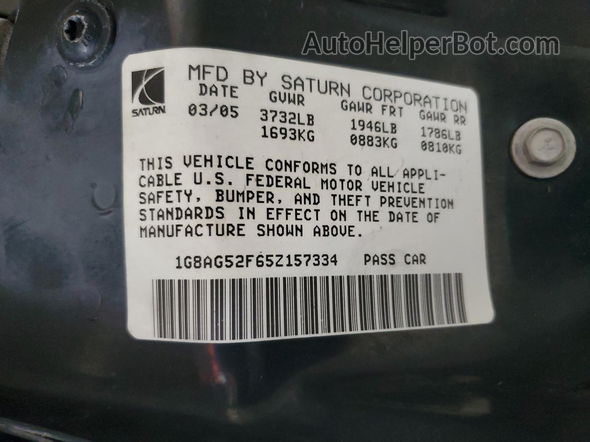 AutoHelperBot.com
MFD BY SATURN CORPORATION
SATURN
DATE GVWR GAWR FRT GAWR RR
03/05 3732LB 1946LB 1786LB
1693KG 0883KG 0810KG
THIS VEHICLE CONFORMS TO ALL APPLI-
CABLE U.S. FEDERAL MOTOR VEHICLE
SAFETY, BUMPER, AND THEFT PREVENTION
STANDARDS IN EFFECT ON THE DATE OF
MANUFACTURE SHOWN ABOVE.
1G8AG52F65Z157334 PASS CAR